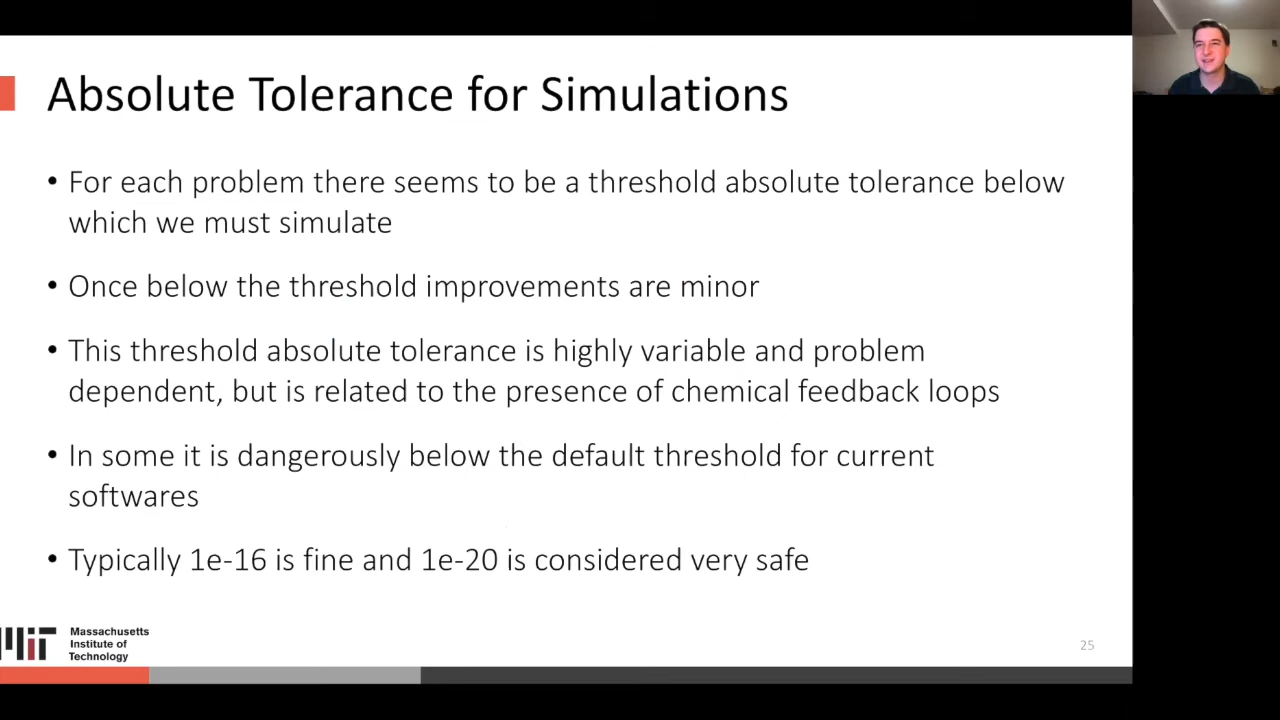 Absolute Tolerance for Simulations
• For each problem there seems to be a threshold absolute tolerance below
which we must simulate
• Once below the threshold improvements are minor
• This threshold absolute tolerance is highly variable and problem
dependent, but is related to the presence of chemical feedback loops
• In some it is dangerously below the default threshold for current
softwares
• Typically 1e-16 is fine and 1e-20 is considered very safe
MIT
Massachusetts
Institute of
Technology
25